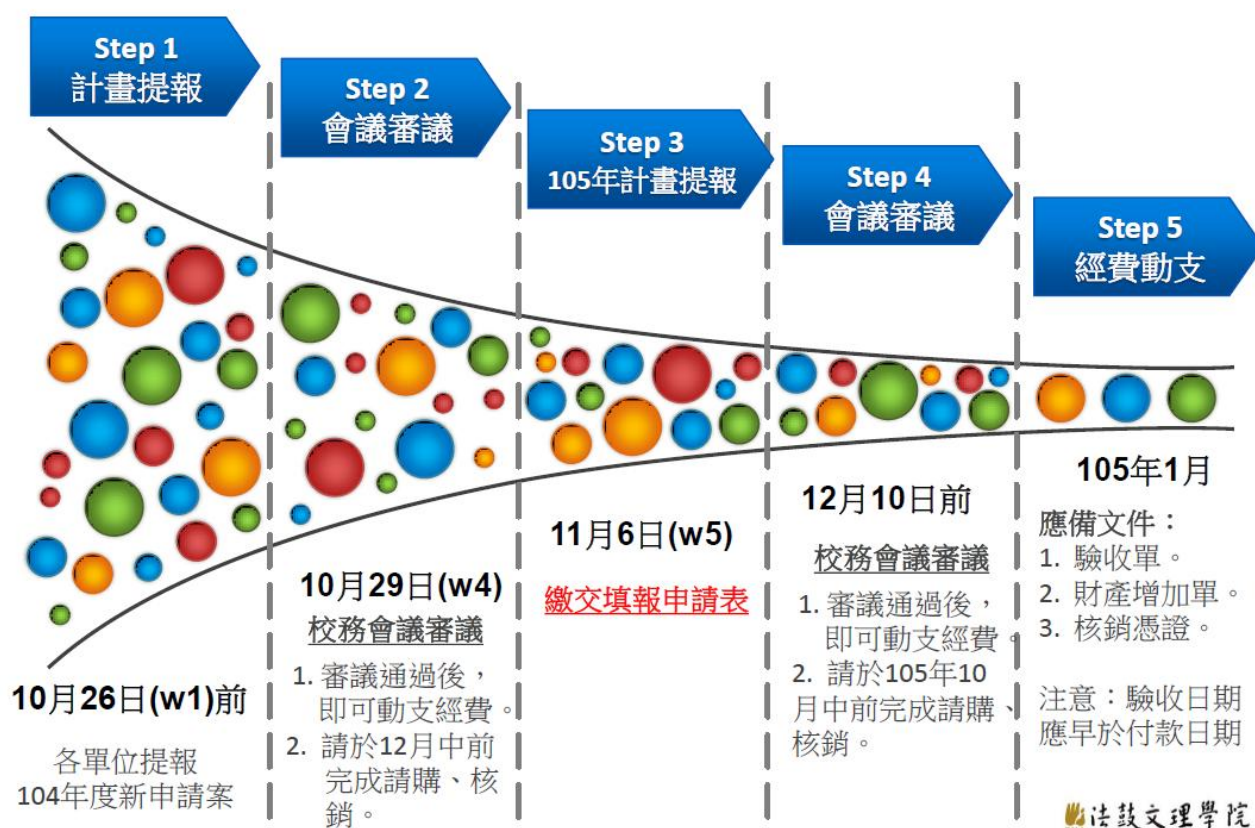 Step 1
計畫提報
10月26日(w1)前
各單位提報
104年度新申請案
Step 2
會議審議
10月29日(w4)
校務會議審議
1. 審議通過後，
即可動支經費。
2. 請於12月中前
完成請購、核
銷。
Step 3
105年計畫提報
11月6日(w5)
繳交填報申請表
Step 4
會議審議
12月10日前
校務會議審議
1. 審議通過後，
即可動支經費。
2. 請於105年10
月中前完成請購、
核銷。
Step 5
經費動支
105年1月
應備文件：
1. 驗收單。
2. 財產增加單。
3. 核銷憑證。
注意：驗收日期
應早於付款日期
法鼓文理學院